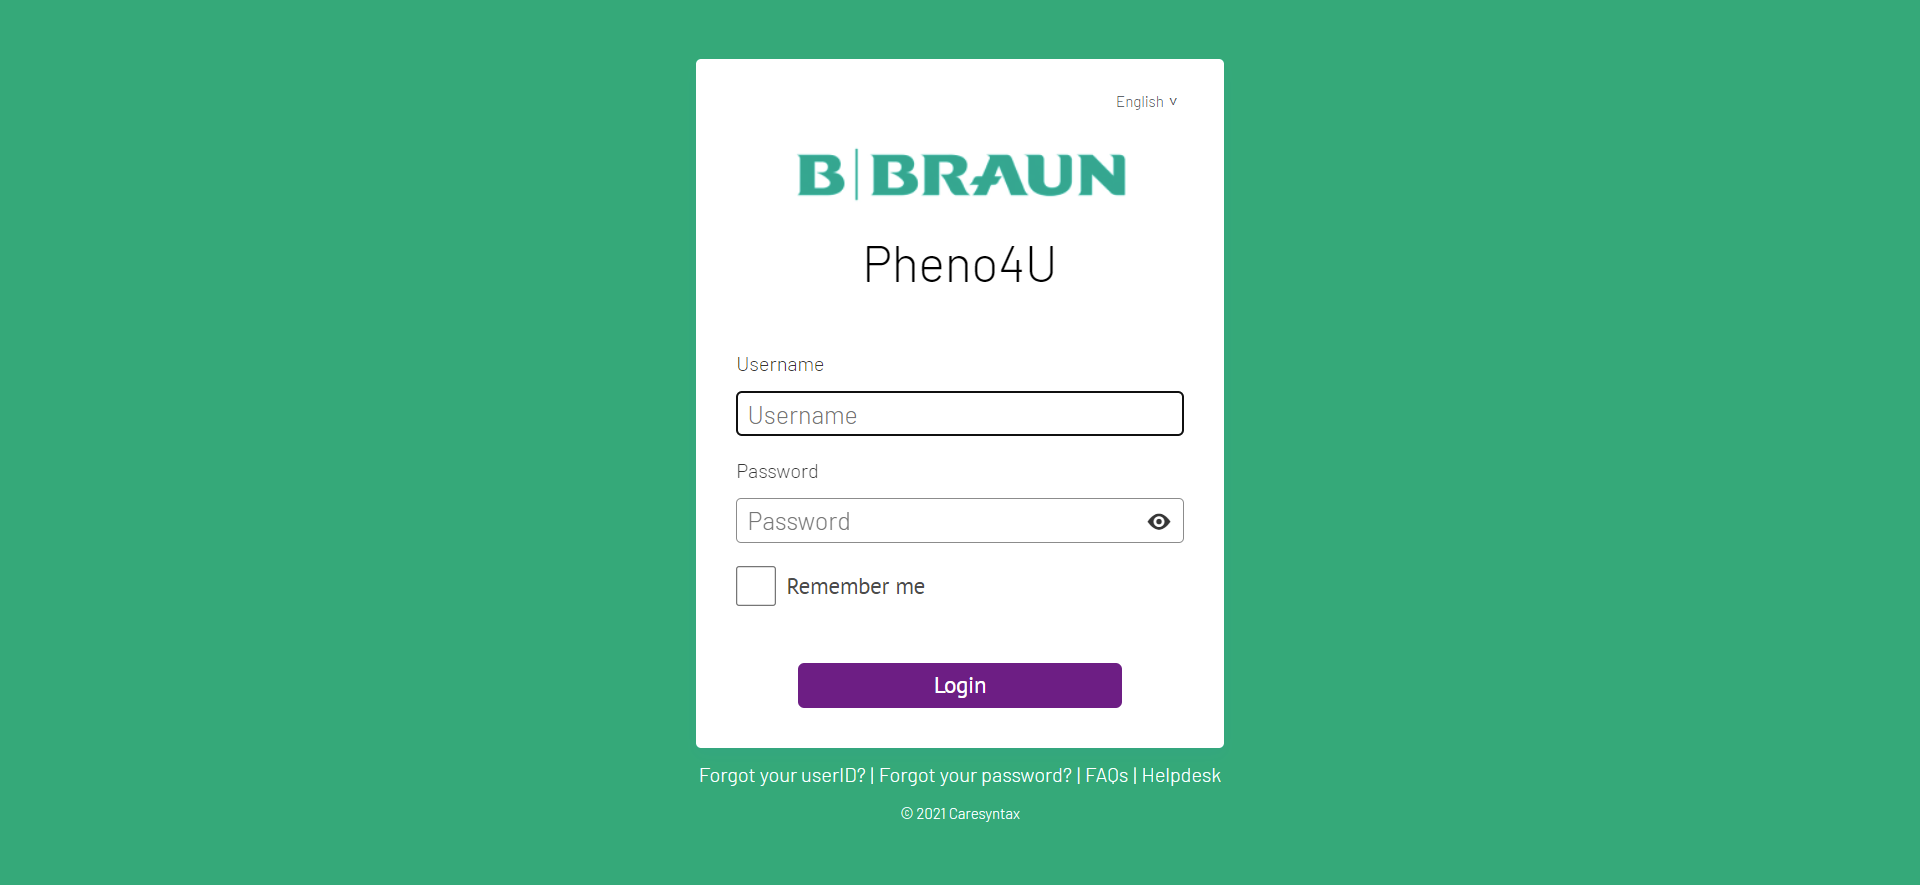 English v
B|BRAUN
Pheno4U
Username
Username
Password
Password
Remember me
Login
Forgot your userID? | Forgot your password? | FAQs | Helpdesk
© 2021 Caresyntax